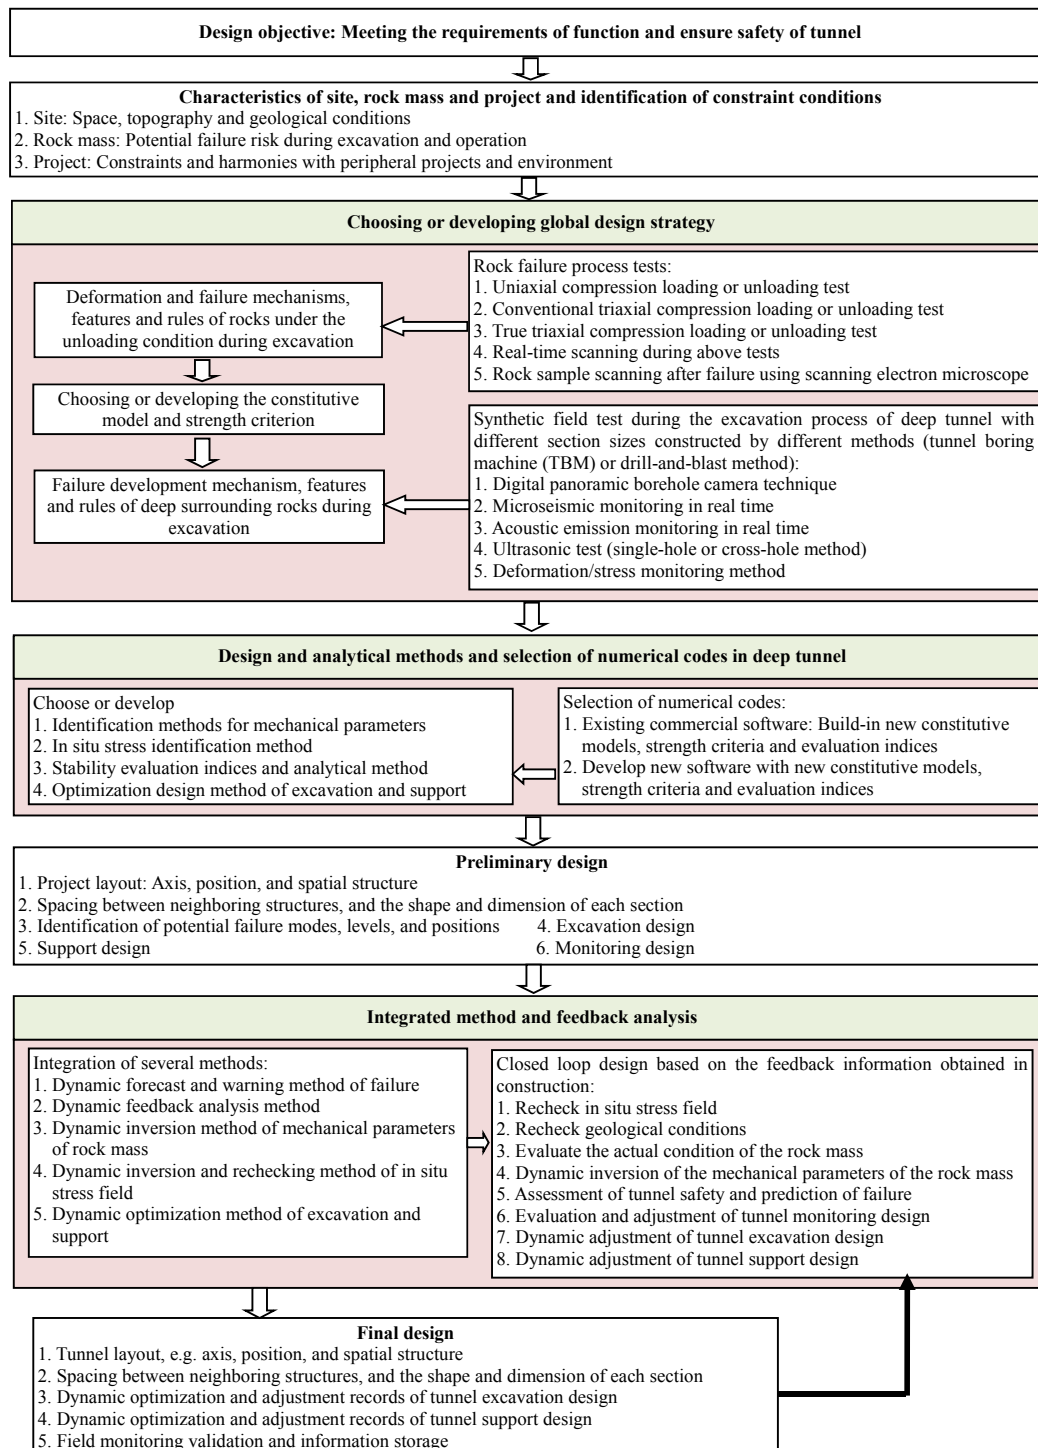 Design objective: Meeting the requirements of function and ensure safety of tunnel
Characteristics of site, rock mass and project and identification of constraint conditions
1. Site: Space, topography and geological conditions
2. Rock mass: Potential failure risk during excavation and operation
3. Project: Constraints and harmonies with peripheral projects and environment
Choosing or developing global design strategy
Deformation and failure mechanisms,
features and rules of rocks under the
unloading condition during excavation
Choosing or developing the constitutive
model and strength criterion
Failure development mechanism, features
and rules of deep surrounding rocks during
excavation
Rock failure process tests:
1. Uniaxial compression loading or unloading test
2. Conventional triaxial compression loading or unloading test
3. True triaxial compression loading or unloading test
4. Real-time scanning during above tests
5. Rock sample scanning after failure using scanning electron microscope
Synthetic field test during the excavation process of deep tunnel with
different section sizes constructed by different methods (tunnel boring
machine (TBM) or drill-and-blast method):
1. Digital panoramic borehole camera technique
2. Microseismic monitoring in real time
3. Acoustic emission monitoring in real time
4. Ultrasonic test (single-hole or cross-hole method)
5. Deformation/stress monitoring method
Design and analytical methods and selection of numerical codes in deep tunnel
Choose or develop
1. Identification methods for mechanical parameters
2. In situ stress identification method
3. Stability evaluation indices and analytical method
4. Optimization design method of excavation and support
Selection of numerical codes:
1. Existing commercial software: Build-in new constitutive
models, strength criteria and evaluation indices
2. Develop new software with new constitutive models,
strength criteria and evaluation indices
Preliminary design
1. Project layout: Axis, position, and spatial structure
2. Spacing between neighboring structures, and the shape and dimension of each section
3. Identification of potential failure modes, levels, and positions 4. Excavation design
5. Support design 6. Monitoring design
Integrated method and feedback analysis
Integration of several methods:
1. Dynamic forecast and warning method of failure
2. Dynamic feedback analysis method
3. Dynamic inversion method of mechanical parameters
of rock mass
4. Dynamic inversion and rechecking method of in situ
stress field
5. Dynamic optimization method of excavation and
support
Closed loop design based on the feedback information obtained in
construction:
1. Recheck in situ stress field
2. Recheck geological conditions
3. Evaluate the actual condition of the rock mass
4. Dynamic inversion of the mechanical parameters of the rock mass
5. Assessment of tunnel safety and prediction of failure
6. Evaluation and adjustment of tunnel monitoring design
7. Dynamic adjustment of tunnel excavation design
8. Dynamic adjustment of tunnel support design
Final design
1. Tunnel layout, e.g. axis, position, and spatial structure
2. Spacing between neighboring structures, and the shape and dimension of each section
3. Dynamic optimization and adjustment records of tunnel excavation design
4. Dynamic optimization and adjustment records of tunnel support design
5. Field monitoring validation and information storage